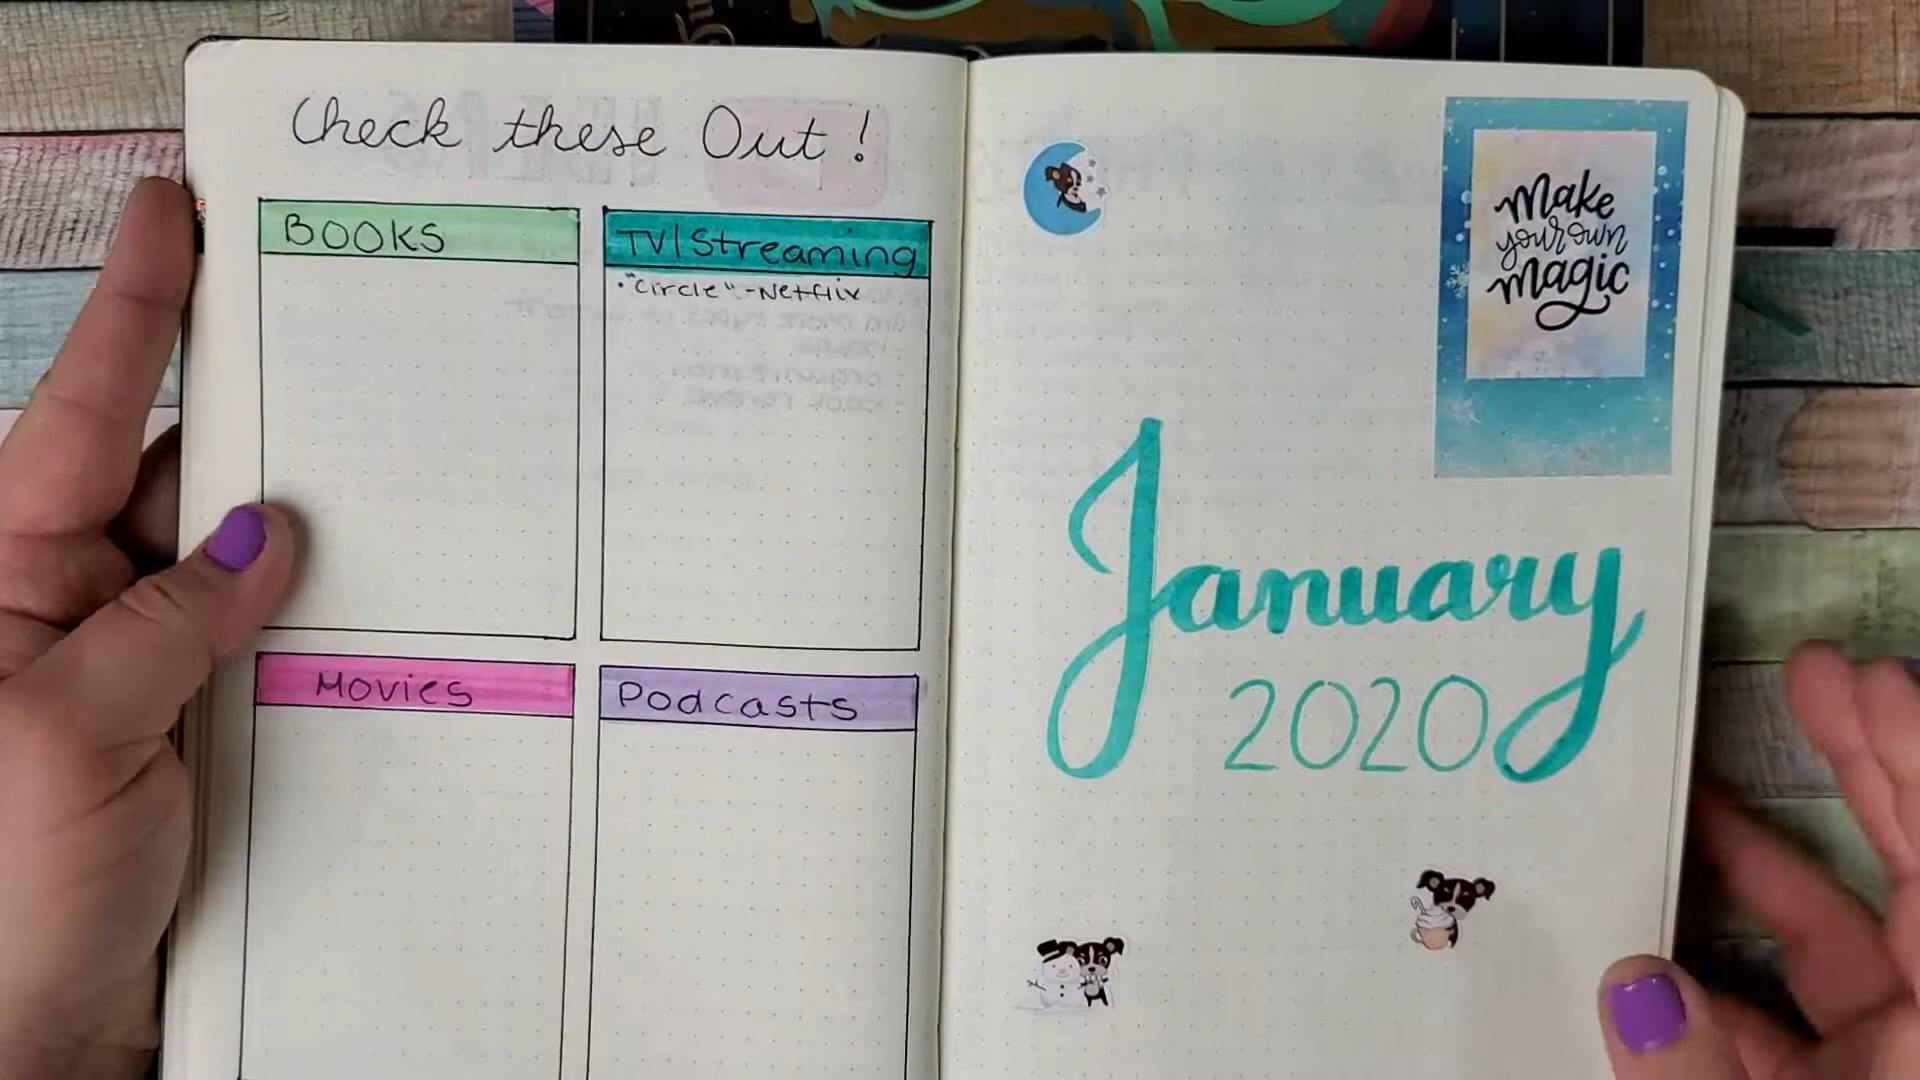 Check these Out!
BOOKS
TV|Streaming
• "Circle" - Netflix
Movies
Podcasts
Make
your own
magic
January
2020